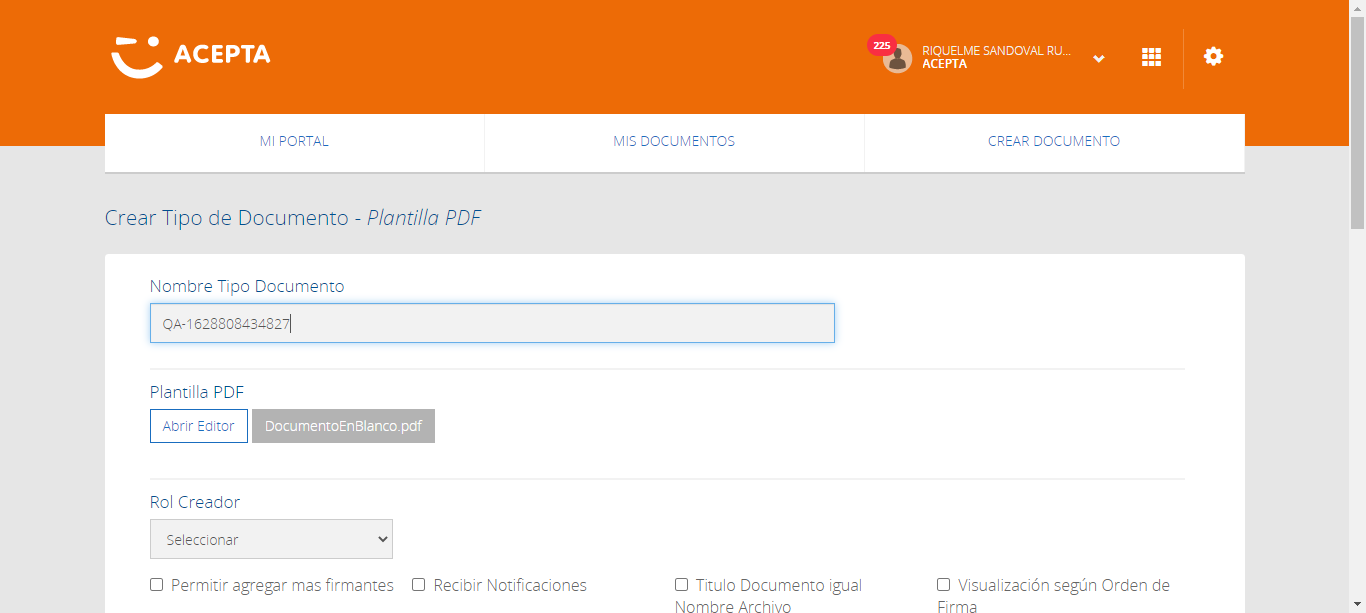 ACEPTA
225
RIQUELME SANDOVAL RU...
ACEPTA
MI PORTAL
MIS DOCUMENTOS
CREAR DOCUMENTO
Crear Tipo de Documento - Plantilla PDF
Nombre Tipo Documento
QA-1628808434827
Plantilla PDF
Abrir Editor
DocumentoEnBlanco.pdf
Rol Creador
Seleccionar
Permitir agregar mas firmantes
Recibir Notificaciones
Titulo Documento igual
Nombre Archivo
Visualización según Orden de
Firma